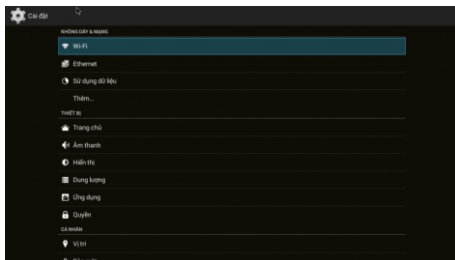 Cài đặt
KHÔNG DÂY & MẠNG
Wi-Fi
Ethernet
Sử dụng dữ liệu
Thêm...
THIẾT BỊ
Trang chủ
Âm thanh
Hiển thị
Dung lượng
Ứng dụng
Quyền
CÁ NHÂN
Vị trí